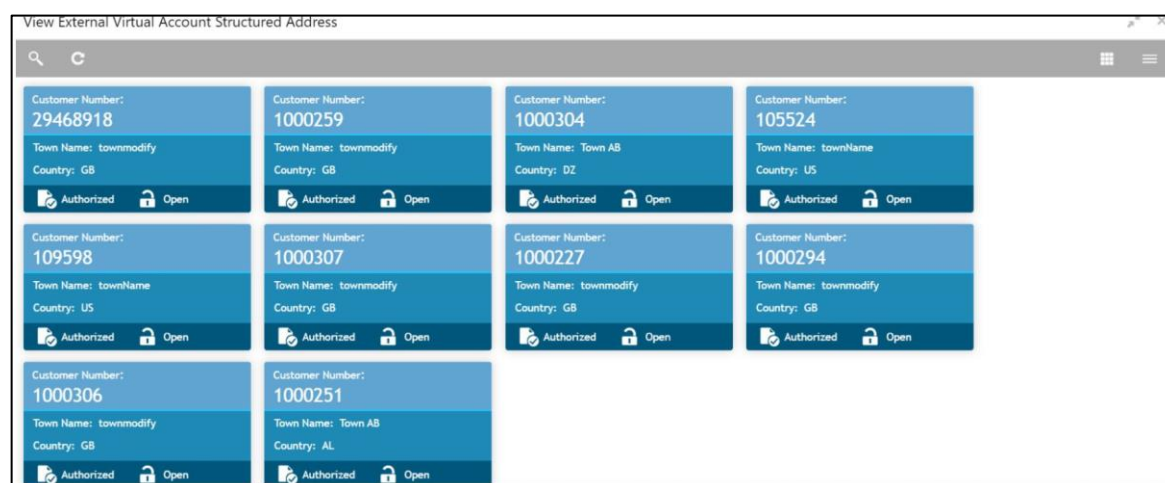 View External Virtual Account Structured Address
Customer Number:
29468918
Town Name: townmodify
Country: GB
Authorized Open
Customer Number:
1000259
Town Name: townmodify
Country: GB
Authorized Open
Customer Number:
1000304
Town Name: Town AB
Country: DZ
Authorized Open
Customer Number:
105524
Town Name: townName
Country: US
Authorized Open
Customer Number:
109598
Town Name: townName
Country: US
Authorized Open
Customer Number:
1000307
Town Name: townmodify
Country: GB
Authorized Open
Customer Number:
1000227
Town Name: townmodify
Country: GB
Authorized Open
Customer Number:
1000294
Town Name: townmodify
Country: GB
Authorized Open
Customer Number:
1000306
Town Name: townmodify
Country: GB
Authorized Open
Customer Number:
1000251
Town Name: Town AB
Country: AL
Authorized Open